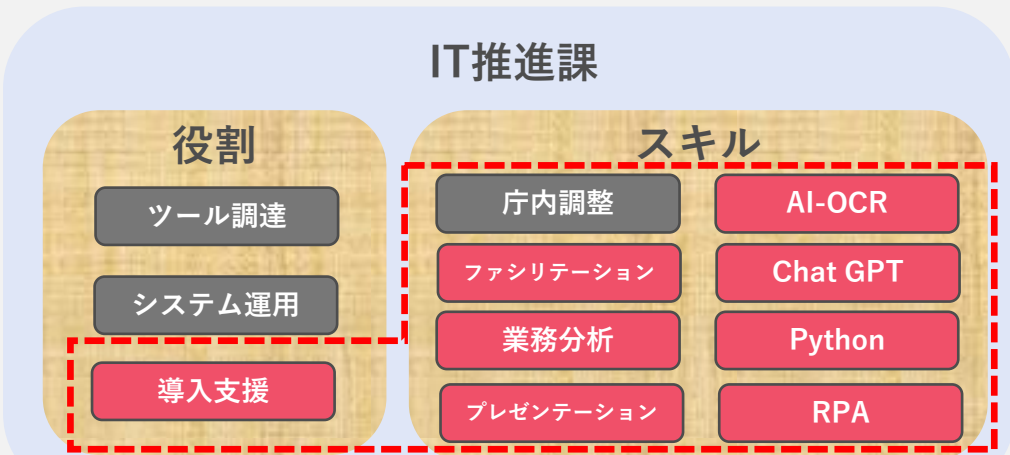 IT推進課
役割
ツール調達
システム運用
導入支援
スキル
庁内調整
AI-OCR
ファシリテーション
Chat GPT
業務分析
Python
プレゼンテーション
RPA